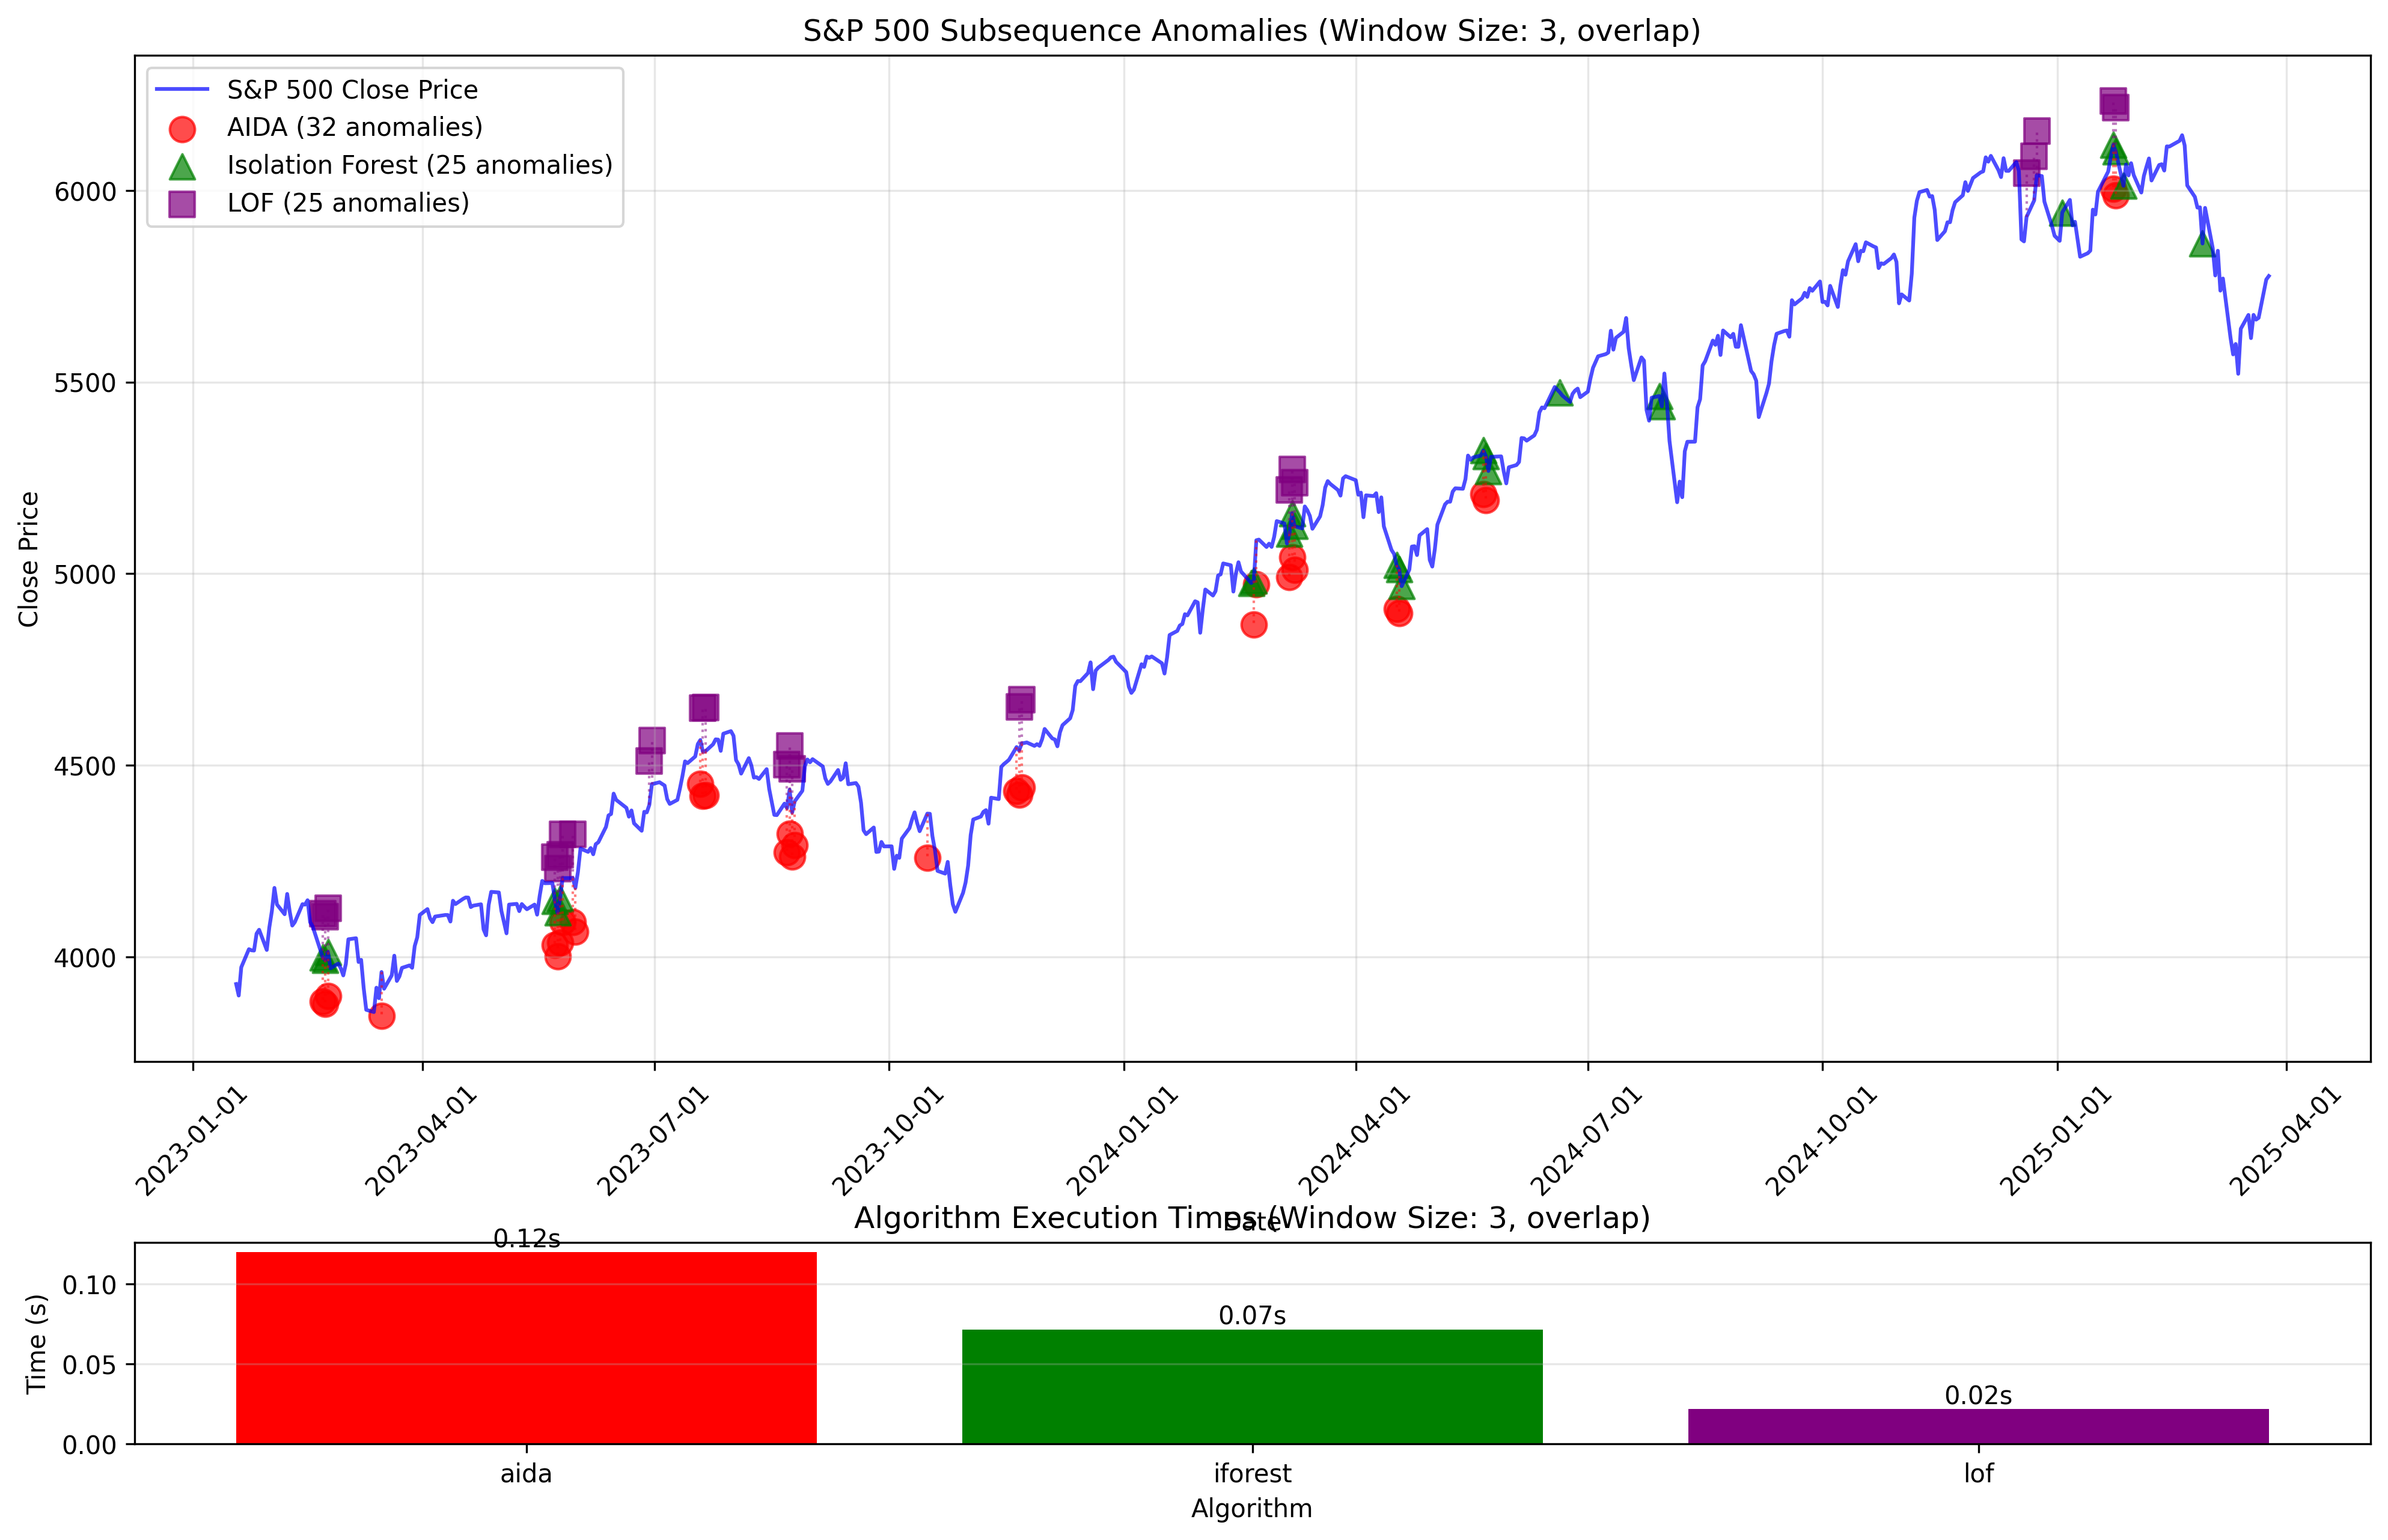 S&P 500 Subsequence Anomalies (Window Size: 3, overlap)
S&P 500 Close Price
AIDA (32 anomalies)
Isolation Forest (25 anomalies)
LOF (25 anomalies)
Close Price
6000
5500
5000
4500
4000
2023-01-01
2023-04-01
2023-07-01
2023-10-01
2024-01-01
2024-04-01
2024-07-01
2024-10-01
2025-01-01
2025-04-01
Date
Algorithm Execution Times (Window Size: 3, overlap)
Time (s)
0.10
0.05
0.00
0.12s
0.07s
0.02s
aida
iforest
lof
Algorithm